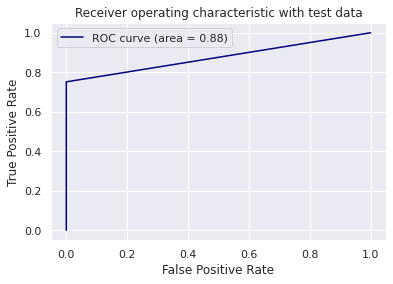 Receiver operating characteristic with test data
ROC curve (area = 0.88)
1.0
0.8
0.6
0.4
0.2
0.0
True Positive Rate
0.0 0.2 0.4 0.6 0.8 1.0
False Positive Rate